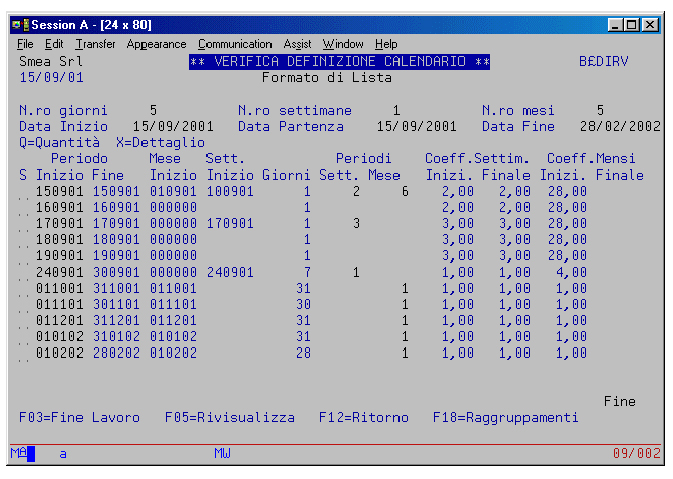 Session A - [24 x 80]
File Edit Transfer Appearance Communication Assist Window Help
Smea Srl ** VERIFICA DEFINIZIONE CALENDARIO ** B£DIRV
15/09/01 Formato di Lista
N.ro giorni 5 N.ro settimane 1 N.ro mesi 5
Data Inizio 15/09/2001 Data Partenza 15/09/2001 Data Fine 28/02/2002
Q=Quantità X=Dettaglio
Periodo Mese Sett. Periodi Coeff.Settim. Coeff.Mensi
S Inizio Fine Inizio Inizio Giorni Sett. Mese Inizi. Finale Inizi. Finale
150901 150901 010901 100901 1 2 6 2,00 2,00 28,00
160901 160901 000000 1 2,00 2,00 28,00
170901 170901 000000 170901 1 3 3,00 3,00 28,00
180901 180901 000000 1 3,00 3,00 28,00
190901 190901 000000 1 3,00 3,00 28,00
240901 300901 000000 240901 7 1 1,00 1,00 4,00
011001 311001 011001 31 1 1,00 1,00 1,00
011101 301101 011101 30 1 1,00 1,00 1,00
011201 311201 011201 31 1 1,00 1,00 1,00
010102 310102 010102 31 1 1,00 1,00 1,00
010202 280202 010202 28 1 1,00 1,00 1,00
Fine
F03=Fine Lavoro F05=Rivisualizza F12=Ritorno F18=Raggruppamenti
a MW 09/002